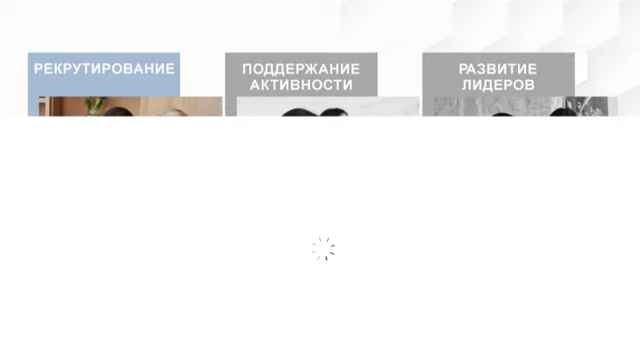 РЕКРУТИРОВАНИЕ
ПОДДЕРЖАНИЕ
АКТИВНОСТИ
РАЗВИТИЕ
ЛИДЕРОВ